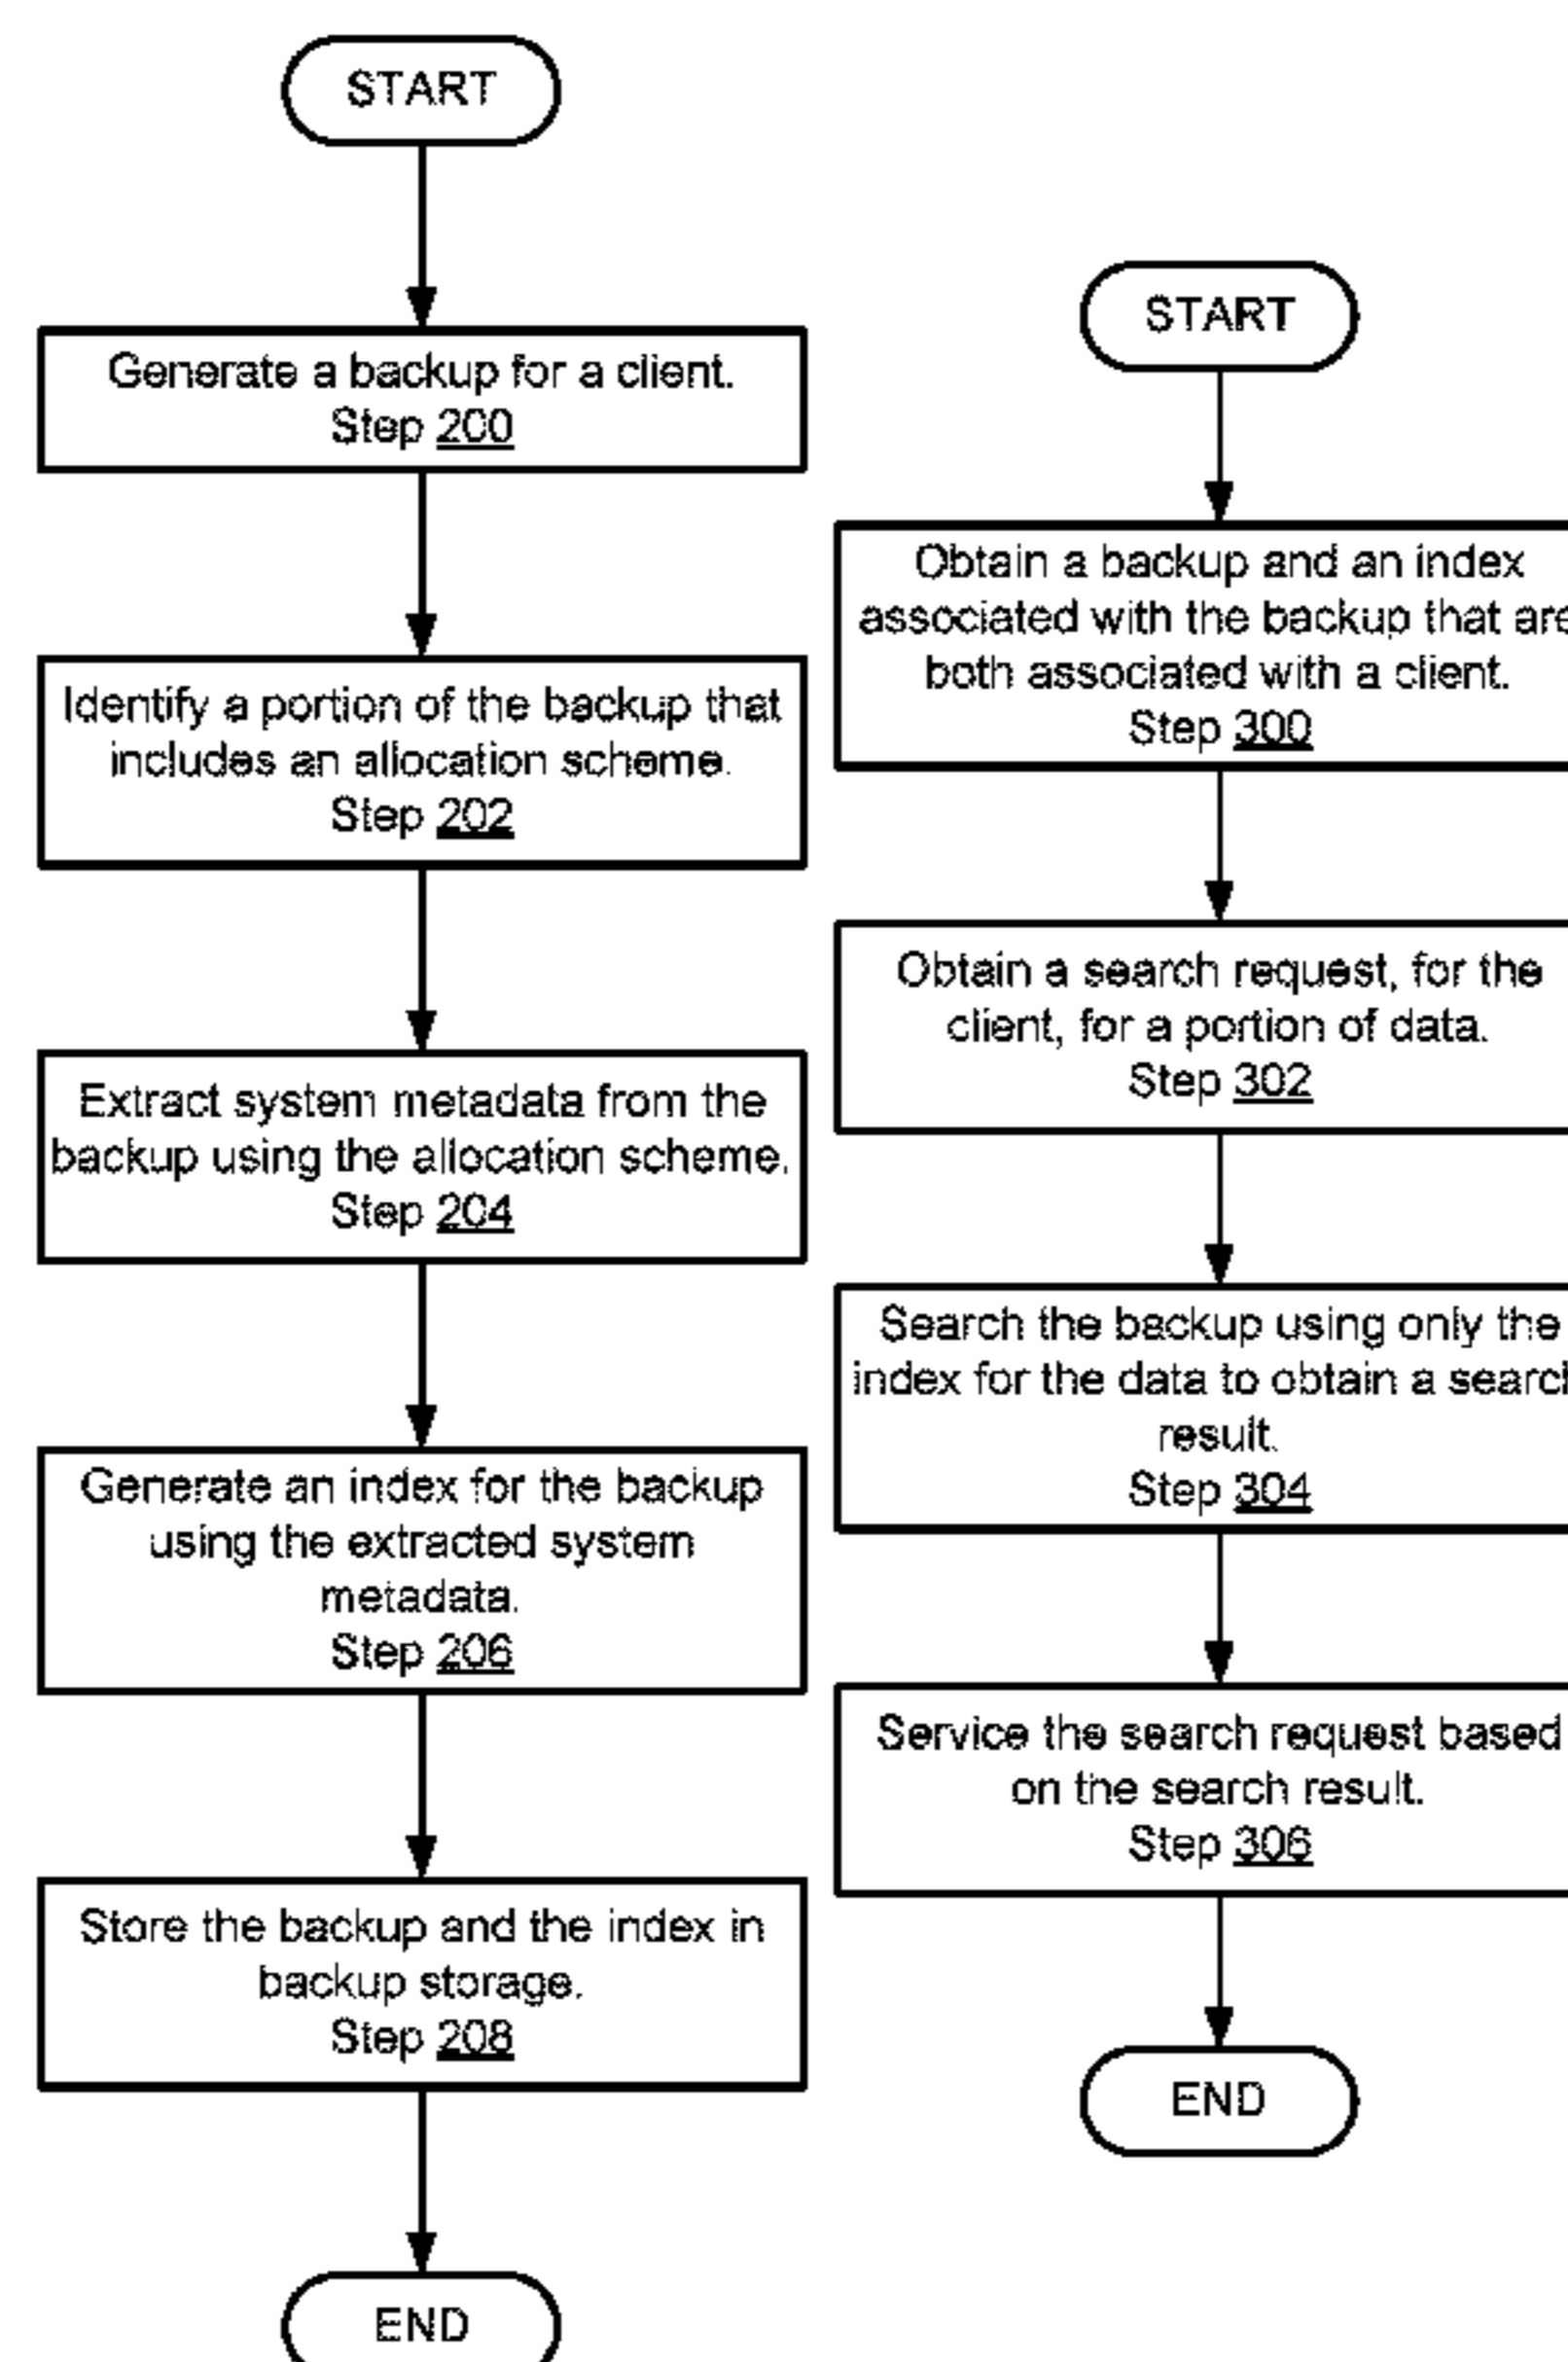 START
Generate a backup for a client.
Step 200
Identify a portion of the backup that
includes an allocation scheme.
Step 202
Extract system metadata from the
backup using the allocation scheme.
Step 204
Generate an index for the backup
using the extracted system
metadata.
Step 206
Store the backup and the index in
backup storage.
Step 208
END
START
Obtain a backup and an index
associated with the backup that are
both associated with a client.
Step 300
Obtain a search request, for the
client, for a portion of data.
Step 302
Search the backup using only the
index for the data to obtain a search
result.
Step 304
Service the search request based
on the search result.
Step 306
END